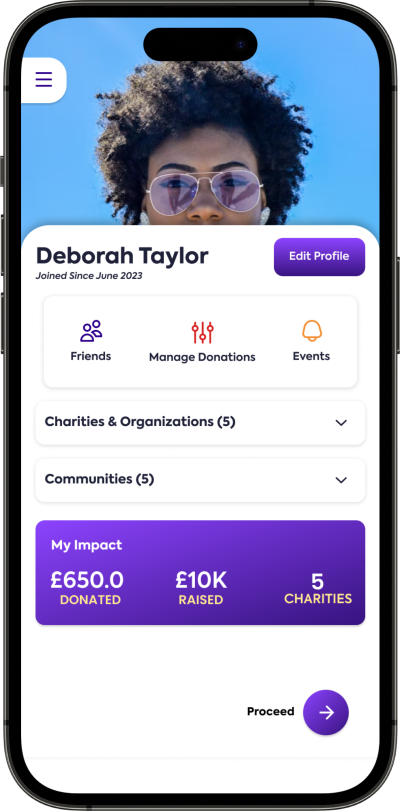 Deborah Taylor
Edit Profile
Joined Since June 2023
Friends
Manage Donations
Events
Charities & Organizations (5)
Communities (5)
My Impact
£650.0
£10K
5
DONATED
RAISED
CHARITIES
Proceed